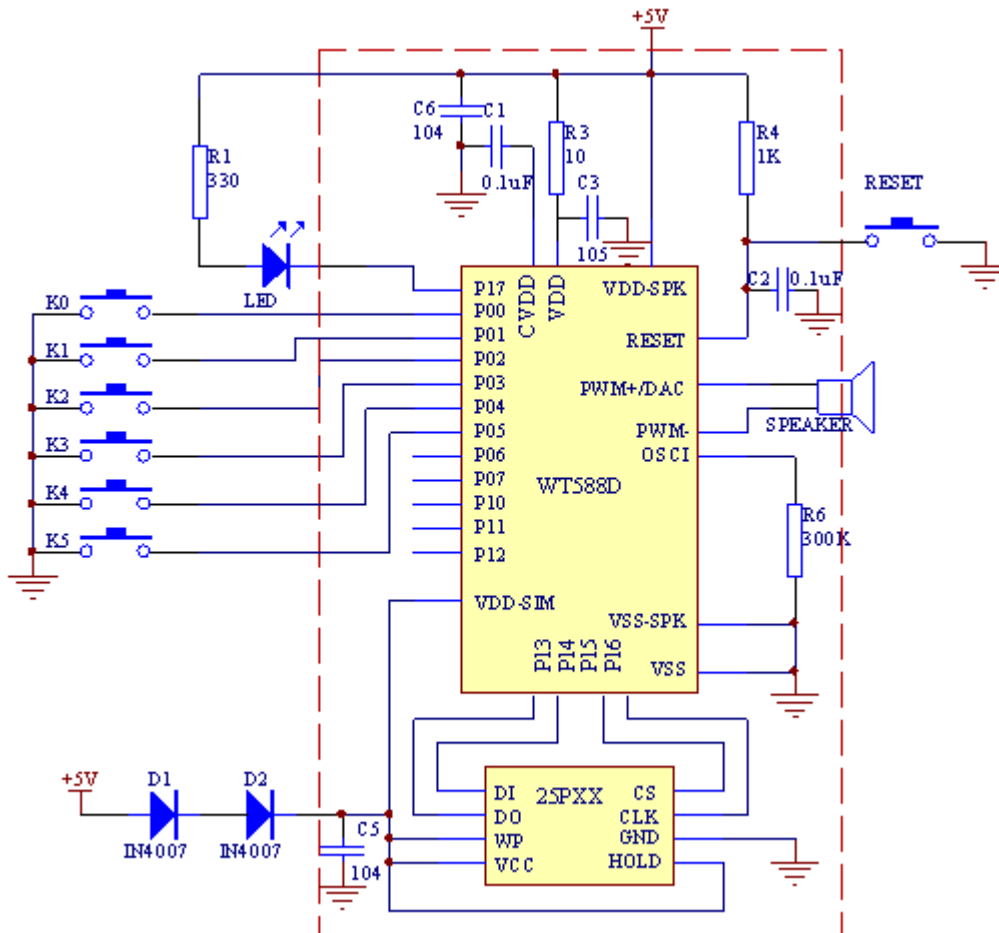 +5V
C6
104
C1
0.1uF
R3
10
C3
105
R4
1K
RESET
R1
330
LED
C2
0.1uF
K0
K1
K2
K3
K4
K5
P17
P00
P01
P02
P03
P04
P05
P06
P07
P10
P11
P12
VDD-SIM
CVDD
VDD
VDD-SPK
RESET
PWM+/DAC
PWM-
OSCI
WT588D
VSS-SPK
VSS
P13
P14
P15
P16
SPEAKER
R6
300K
+5V
D1
IN4007
D2
IN4007
C5
104
DI
DO
WP
VCC
25PXX
CS
CLK
GND
HOLD